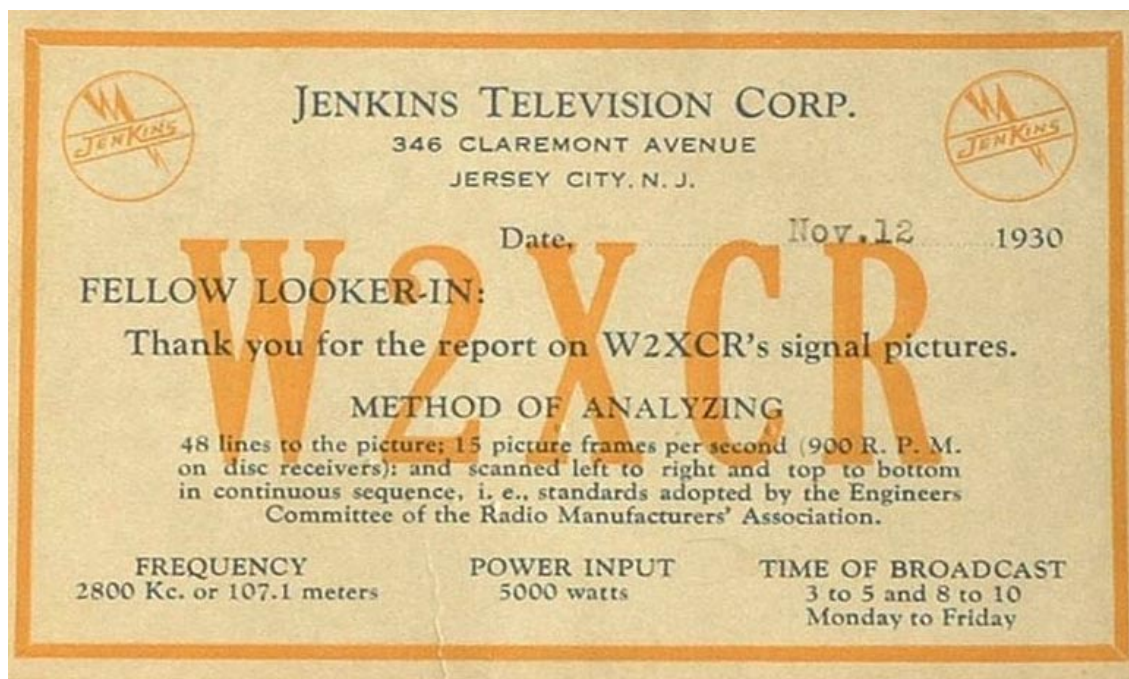 JENKINS JENKINS
JENKINS TELEVISION CORP.
346 CLAREMONT AVENUE
JERSEY CITY, N. J.
Date, Nov.12 1930
W2XCR
FELLOW LOOKER-IN:
Thank you for the report on W2XCR's signal pictures.
METHOD OF ANALYZING
48 lines to the picture; 15 picture frames per second (900 R. P. M.
on disc receivers): and scanned left to right and top to bottom
in continuous sequence, i. e., standards adopted by the Engineers
Committee of the Radio Manufacturers' Association.
FREQUENCY POWER INPUT TIME OF BROADCAST
2800 Kc. or 107.1 meters 5000 watts 3 to 5 and 8 to 10
Monday to Friday